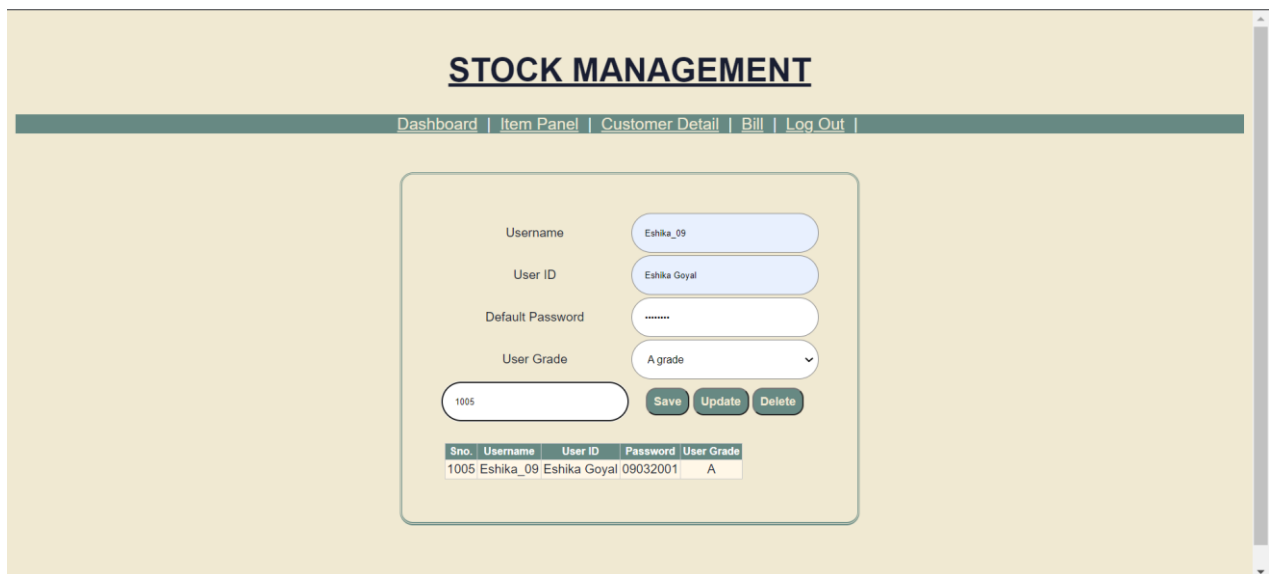 STOCK MANAGEMENT
Dashboard | Item Panel | Customer Detail | Bill | Log Out |
Username Eshika_09
User ID Eshika Goyal
Default Password ••••••••
User Grade A grade
1005 Save Update Delete
Sno. Username User ID Password User Grade
1005 Eshika_09 Eshika Goyal 09032001 A